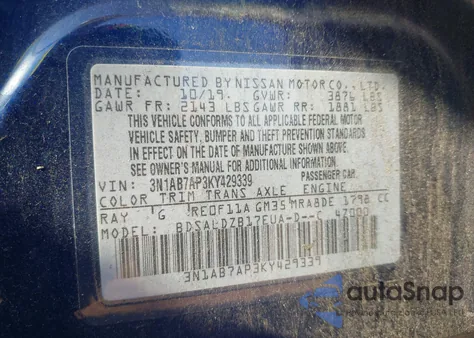 MANUFACTURED BY NISSAN MOTOR CO., LTD.
DATE: 10/19 GVWR: 3876 LBS
GAWR FR: 2143 LBS GAWR RR: 1881 LBS
THIS VEHICLE CONFORMS TO ALL APPLICABLE FEDERAL MOTOR
VEHICLE SAFETY, BUMPER AND THEFT PREVENTION STANDARDS
IN EFFECT ON THE DATE OF MANUFACTURE SHOWN ABOVE.
SEE OWNER'S MANUAL FOR ADDITIONAL INFORMATION.
VIN: 3N1AB7AP3KY429339 PASSENGER CAR
COLOR TRIM TRANS AXLE ENGINE
RAY G RE0F11A GM35 MRA8DE 1798 CC
BDSALDZB17EUA-D--C 47000
3N1AB7AP3KY429339
autoSnap